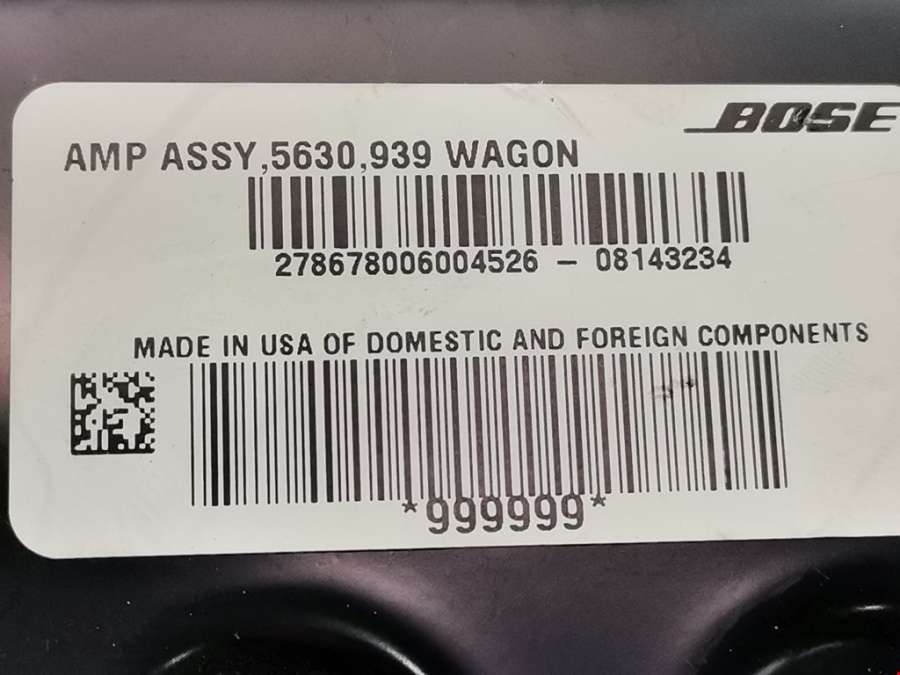 BOSE
AMP ASSY,5630,939 WAGON
278678006004526 - 08143234
MADE IN USA OF DOMESTIC AND FOREIGN COMPONENTS
*999999*